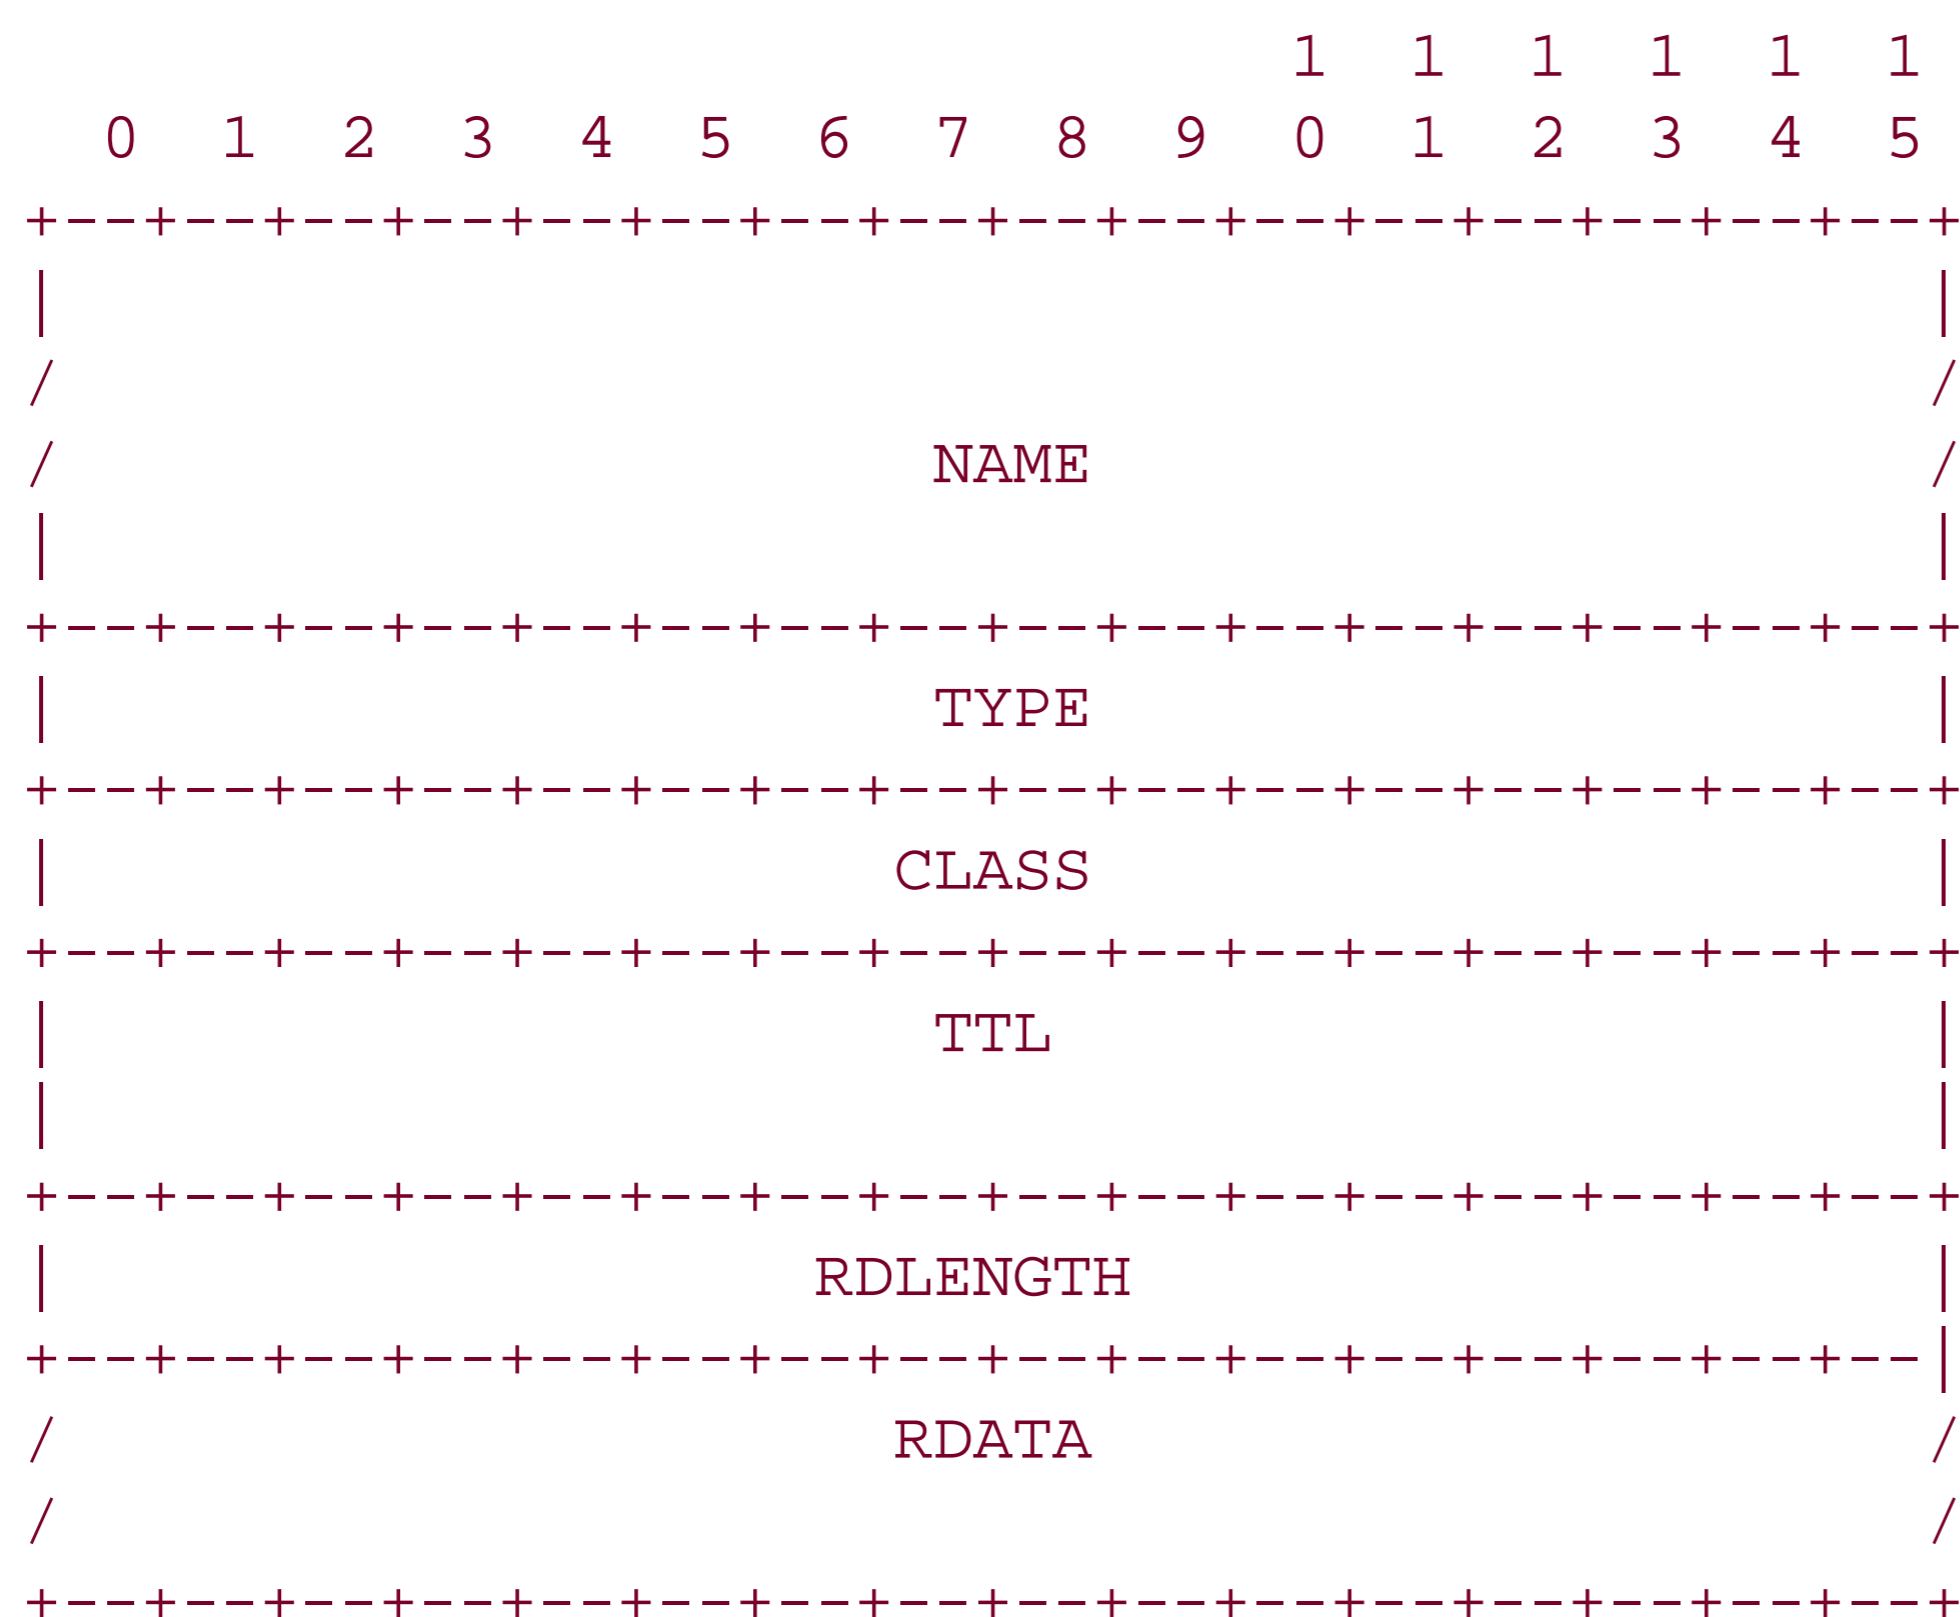 1  1  1  1  1  1
  0  1  2  3  4  5  6  7  8  9  0  1  2  3  4  5
+--+--+--+--+--+--+--+--+--+--+--+--+--+--+--+--+
|                                               |
/                                               /
/                      NAME                     /
|                                               |
+--+--+--+--+--+--+--+--+--+--+--+--+--+--+--+--+
|                      TYPE                     |
+--+--+--+--+--+--+--+--+--+--+--+--+--+--+--+--+
|                     CLASS                     |
+--+--+--+--+--+--+--+--+--+--+--+--+--+--+--+--+
|                      TTL                      |
|                                               |
+--+--+--+--+--+--+--+--+--+--+--+--+--+--+--+--+
|                   RDLENGTH                    |
+--+--+--+--+--+--+--+--+--+--+--+--+--+--+--+--|
/                     RDATA                     /
/                                               /
+--+--+--+--+--+--+--+--+--+--+--+--+--+--+--+--+